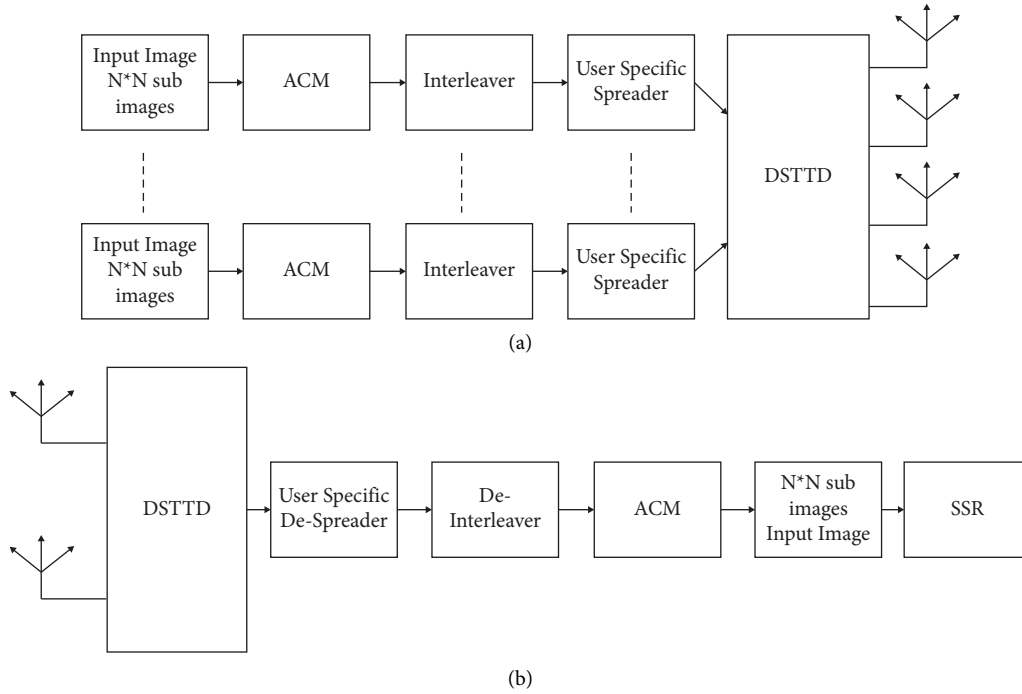 Input Image
N*N sub
images
ACM
Interleaver
User Specific
Spreader
DSTTD
Input Image
N*N sub
images
ACM
Interleaver
User Specific
Spreader
(a)
DSTTD
User Specific
De-Spreader
De-
Interleaver
ACM
N*N sub
images
Input Image
SSR
(b)